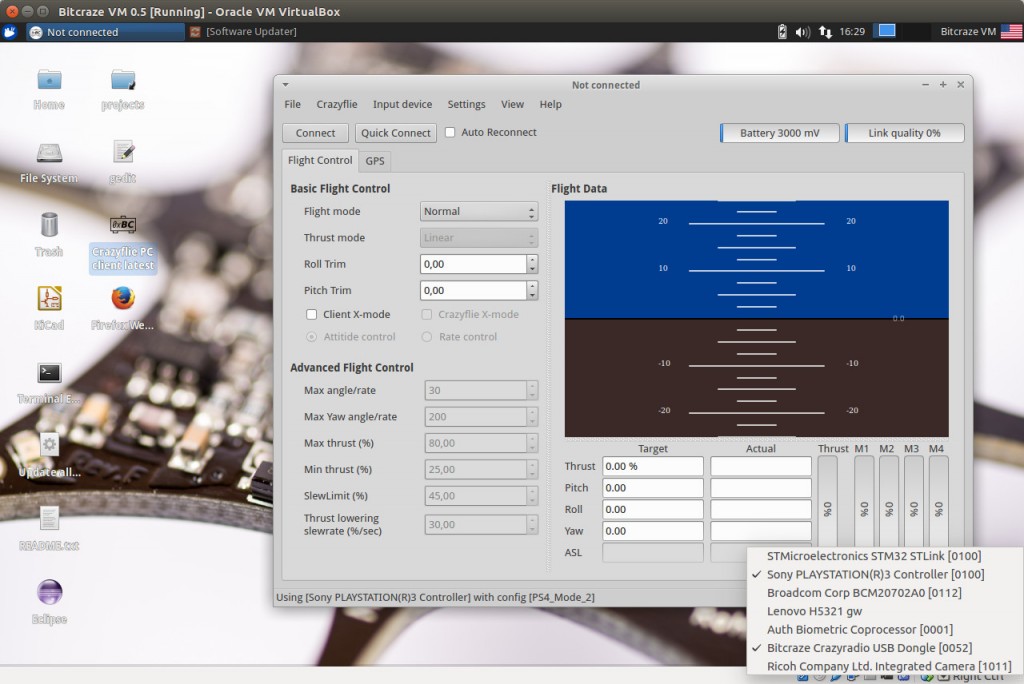 Bitcraze VM 0.5 [Running] - Oracle VM VirtualBox
Not connected
[Software Updater]
16:29
Bitcraze VM
Home
projects
File System
gedit
Trash
0xBC
Crazyflie PC
client latest
KiCad
Firefox We...
Terminal E...
Update all...
README.txt
Eclipse
Not connected
File Crazyflie Input device Settings View Help
Connect Quick Connect Auto Reconnect
Battery 3000 mV
Link quality 0%
Flight Control GPS
Basic Flight Control
Flight mode Normal
Thrust mode Linear
Roll Trim 0,00
Pitch Trim 0,00
Client X-mode Crazyflie X-mode
Attitide control Rate control
Advanced Flight Control
Max angle/rate 30
Max Yaw angle/rate 200
Max thrust (%) 80,00
Min thrust (%) 25,00
SlewLimit (%) 45,00
Thrust lowering
slewrate (%/sec) 30,00
Flight Data
20 20
10 10
0.0
-10 -10
-20 -20
Target Actual Thrust M1 M2 M3 M4
Thrust 0.00 %
Pitch 0.00
Roll 0.00
Yaw 0.00
ASL
0% 0% 0% 0% 0%
Using [Sony PLAYSTATION(R)3 Controller] with config [PS4_Mode_2]
STMicroelectronics STM32 STLink [0100]
Sony PLAYSTATION(R)3 Controller [0100]
Broadcom Corp BCM20702A0 [0112]
Lenovo H5321 gw
Auth Biometric Coprocessor [0001]
Bitcraze Crazyradio USB Dongle [0052]
Ricoh Company Ltd. Integrated Camera [1011]
Right Ctrl